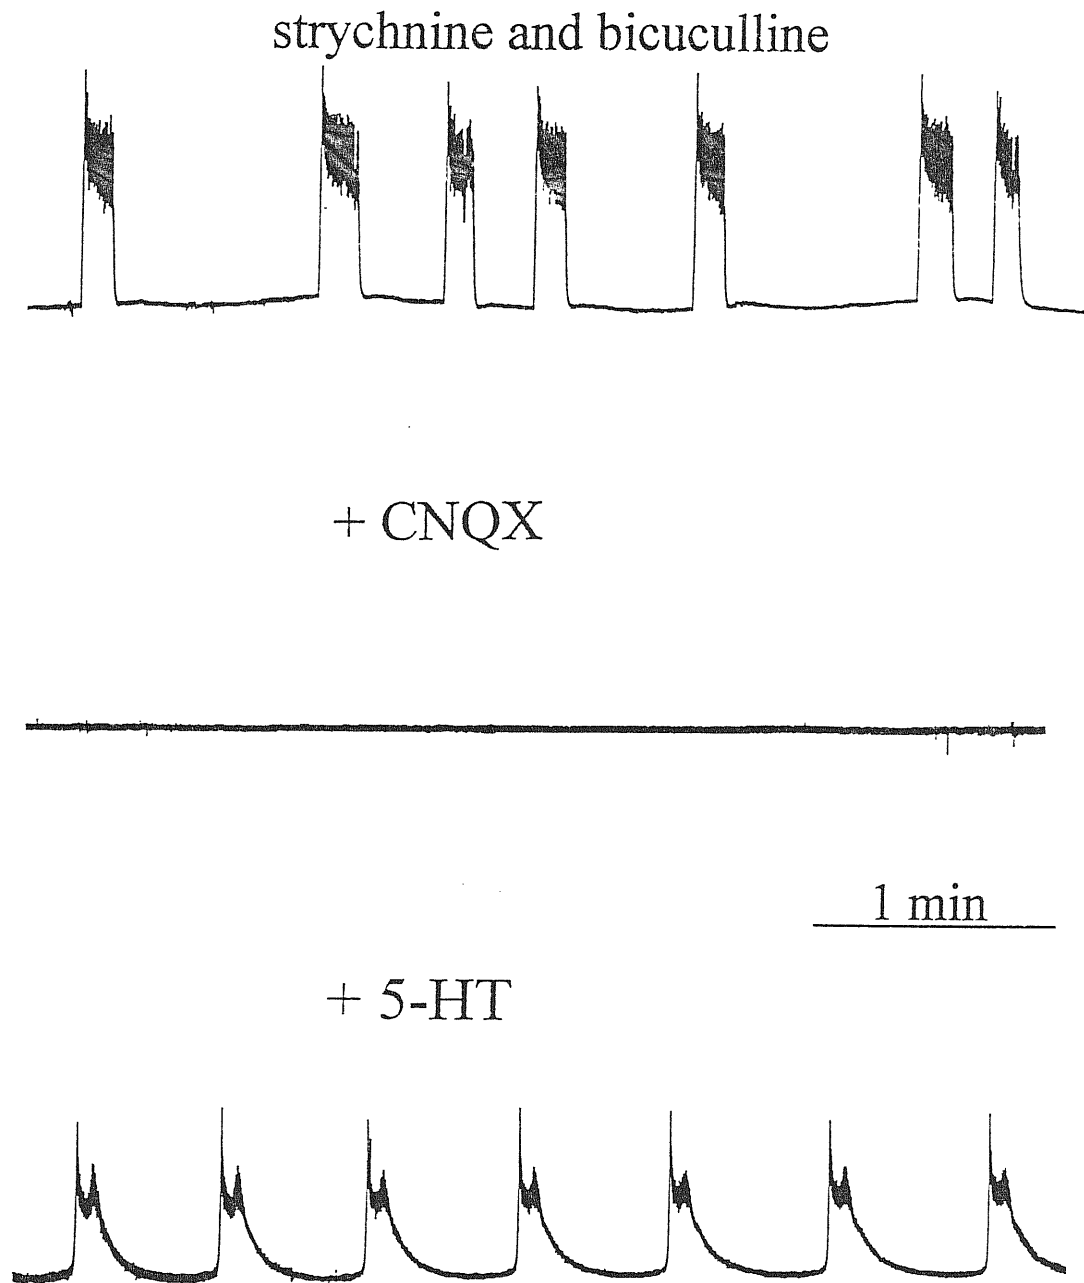 strychnine and bicuculline
+ CNQX
1 min
+ 5-HT